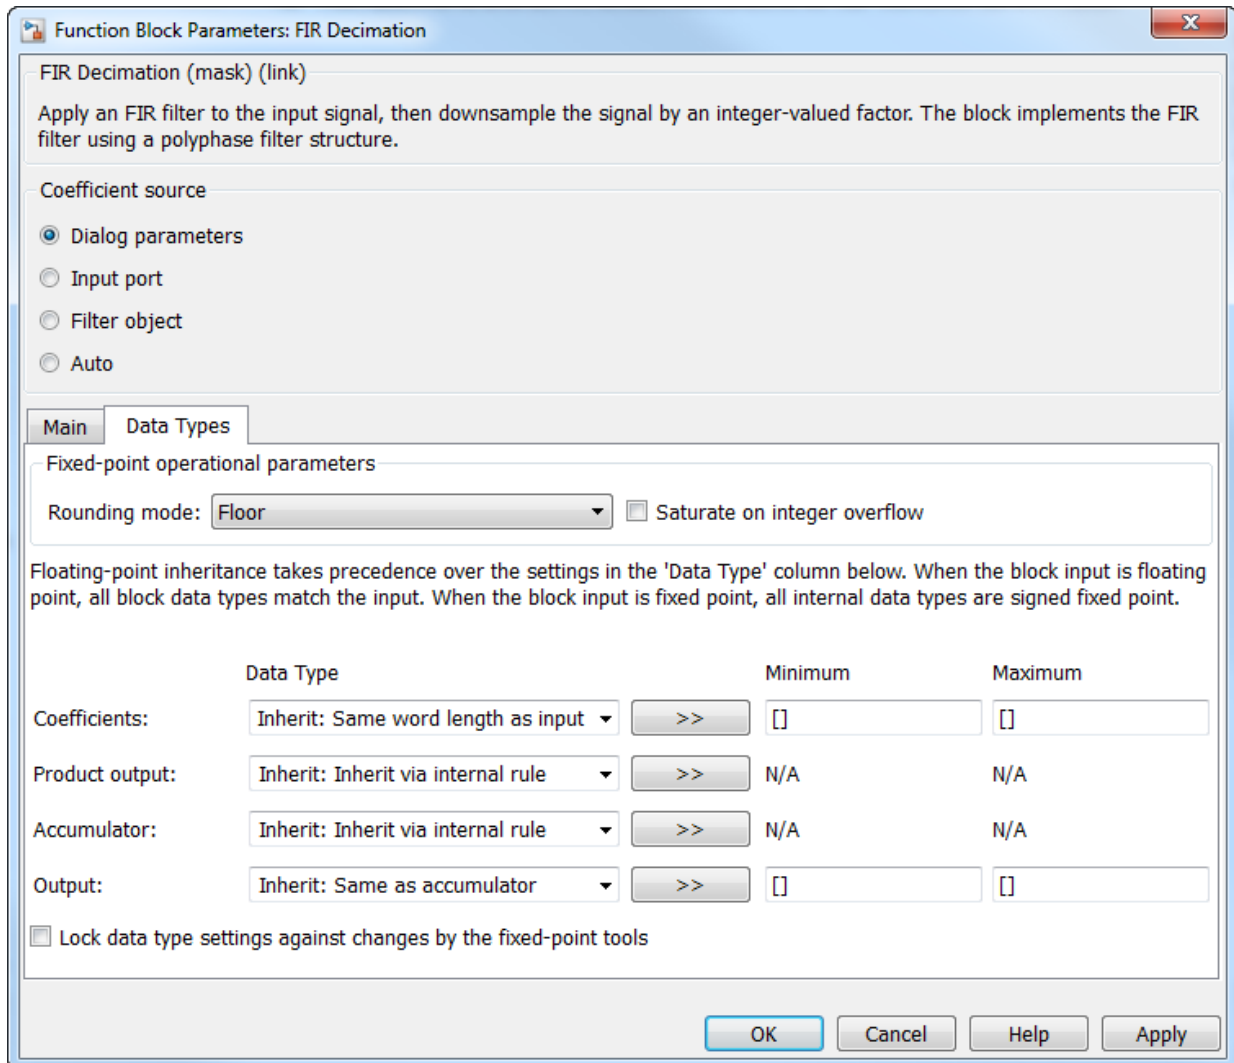 Function Block Parameters: FIR Decimation
FIR Decimation (mask) (link)
Apply an FIR filter to the input signal, then downsample the signal by an integer-valued factor. The block implements the FIR
filter using a polyphase filter structure.
Coefficient source
Dialog parameters
Input port
Filter object
Auto
Main Data Types
Fixed-point operational parameters
Rounding mode: Floor Saturate on integer overflow
Floating-point inheritance takes precedence over the settings in the 'Data Type' column below. When the block input is floating
point, all block data types match the input. When the block input is fixed point, all internal data types are signed fixed point.
Data Type Minimum Maximum
Coefficients: Inherit: Same word length as input >> [] []
Product output: Inherit: Inherit via internal rule >> N/A N/A
Accumulator: Inherit: Inherit via internal rule >> N/A N/A
Output: Inherit: Same as accumulator >> [] []
Lock data type settings against changes by the fixed-point tools
OK Cancel Help Apply